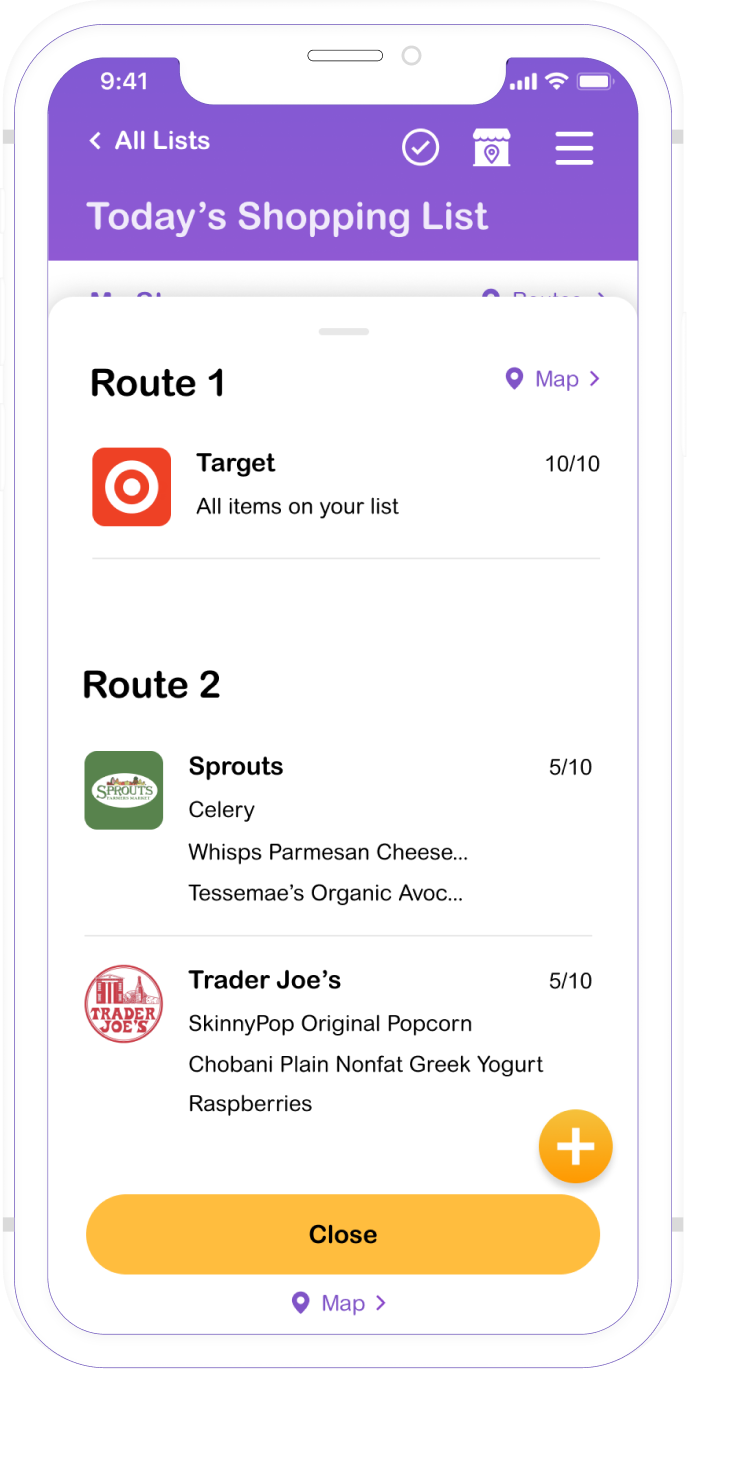 9:41
All Lists
Today’s Shopping List
Route 1
Map
Target 10/10
All items on your list
Route 2
SPROUTS
FARMERS MARKET
Sprouts 5/10
Celery
Whisps Parmesan Cheese...
Tessemae’s Organic Avoc...
TRADER
JOE'S
Trader Joe’s 5/10
SkinnyPop Original Popcorn
Chobani Plain Nonfat Greek Yogurt
Raspberries
Close
Map